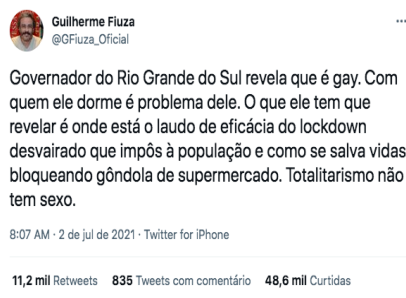 Guilherme Fiuza
@GFiuza_Oficial
Governador do Rio Grande do Sul revela que é gay. Com
quem ele dorme é problema dele. O que ele tem que
revelar é onde está o laudo de eficácia do lockdown
desvairado que impôs à população e como se salva vidas
bloqueando gôndola de supermercado. Totalitarismo não
tem sexo.
8:07 AM · 2 de jul de 2021 · Twitter for iPhone
11,2 mil Retweets 835 Tweets com comentário 48,6 mil Curtidas